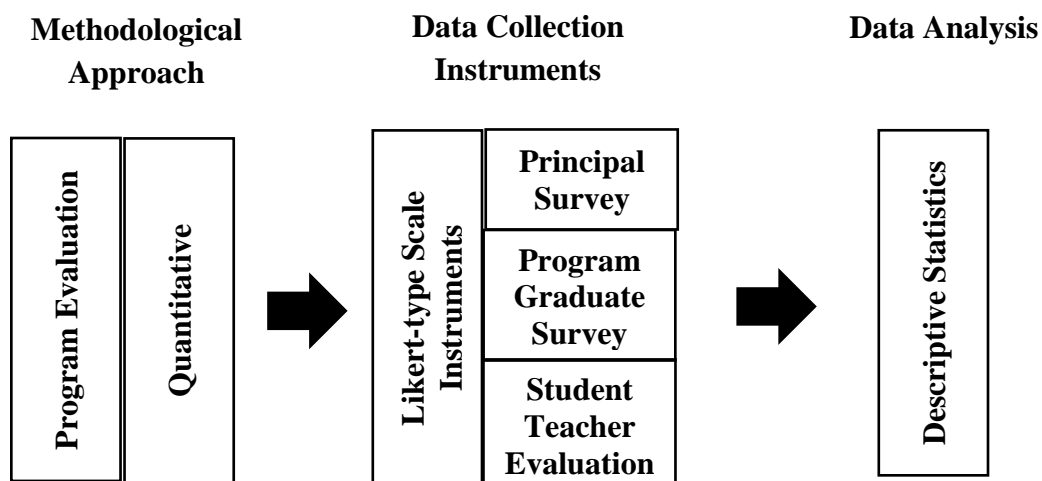 Methodological
Approach
Data Collection
Instruments
Data Analysis
Program Evaluation
Quantitative
Likert-type Scale
Instruments
Principal
Survey
Program
Graduate
Survey
Student
Teacher
Evaluation
Descriptive Statistics